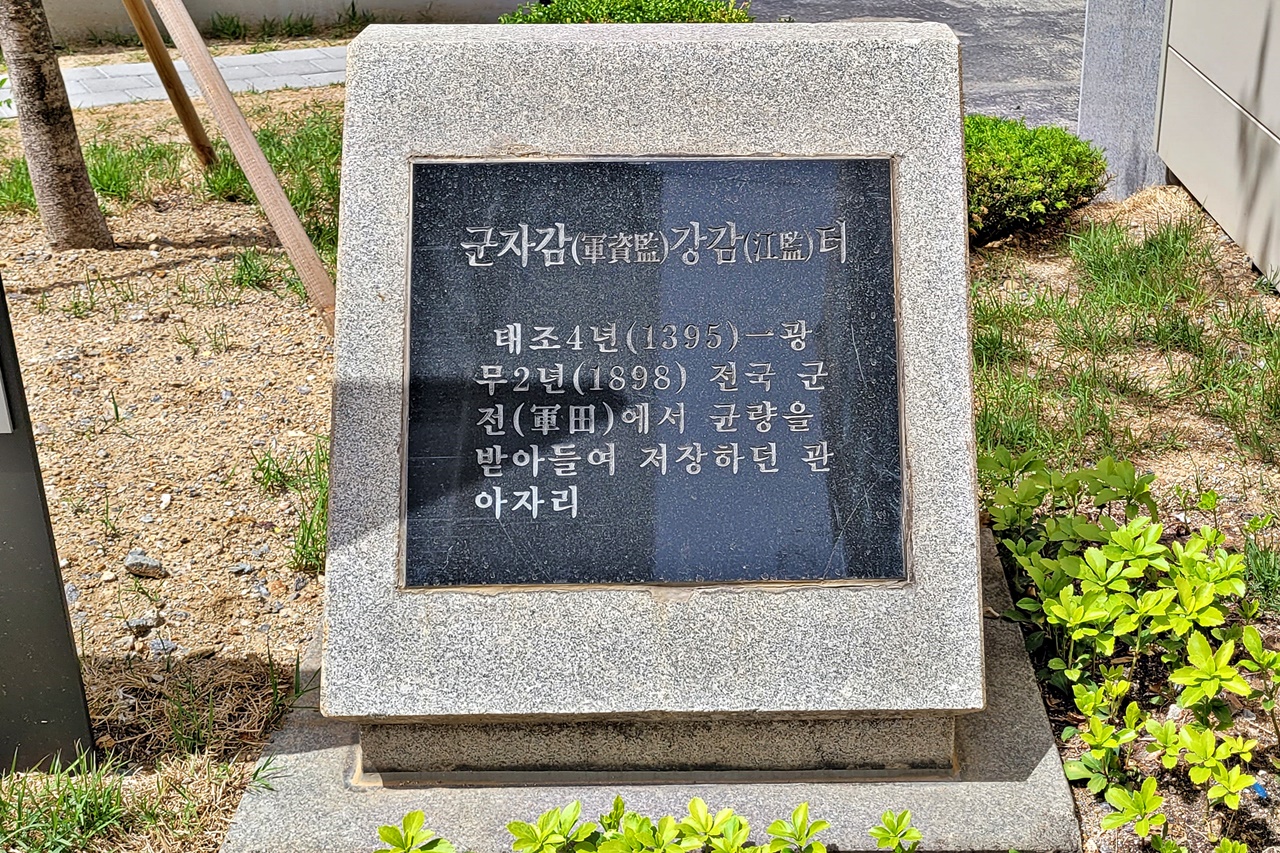 군자감(軍資監)강감(江監)터
태조4년(1395)―광
무2년(1898) 전국 군
전(軍田)에서 균량을
받아들여 저장하던 관
아자리